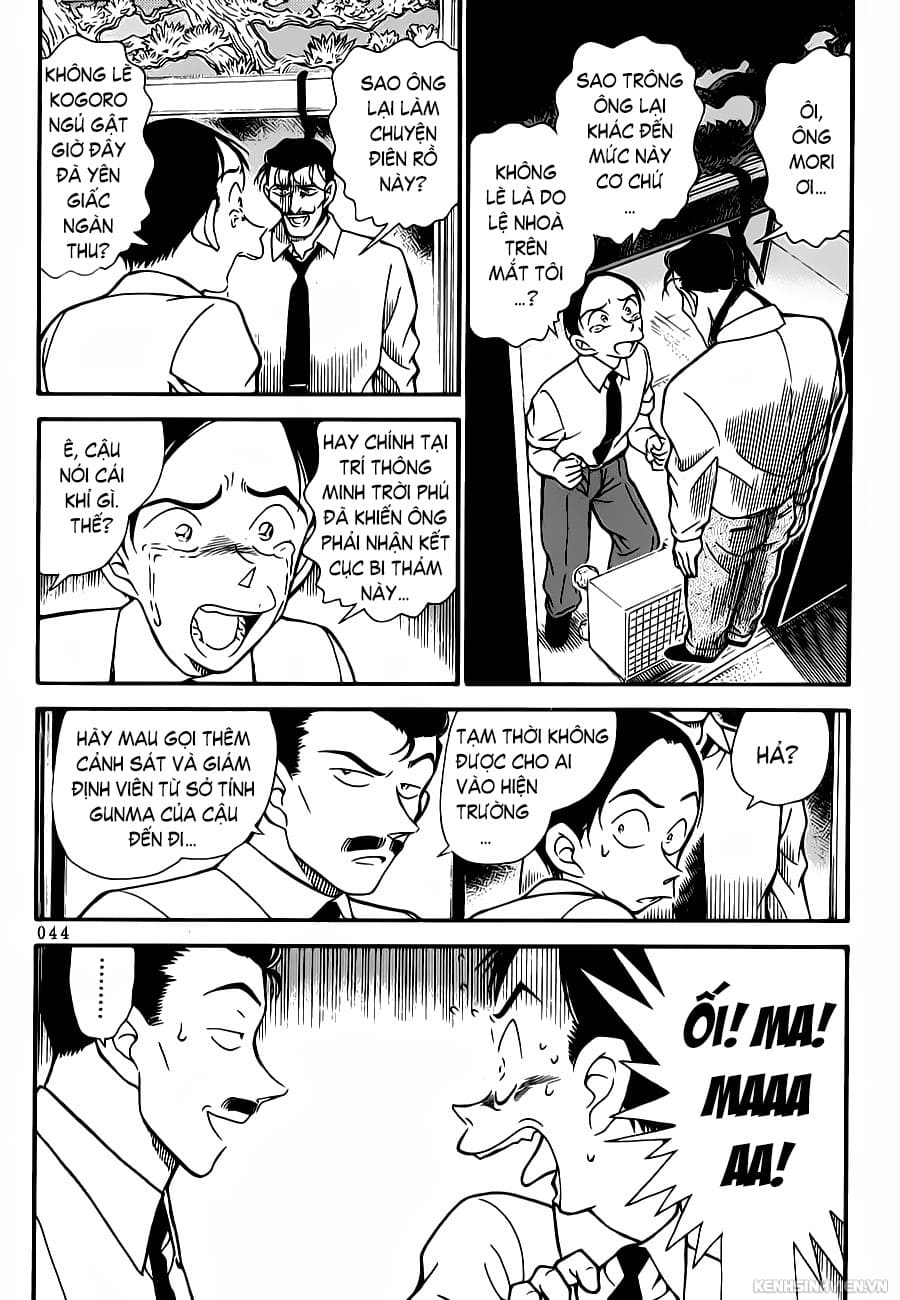 ÔI,
ÔNG
MORI
ƠI...
SAO TRÔNG
ÔNG LẠI
KHÁC ĐẾN
MỨC NÀY
CƠ CHỨ
...
KHÔNG
LẼ LÀ DO
LỆ NHOÀ
TRÊN
MẮT TÔI
...?
SAO ÔNG
LẠI LÀM
CHUYỆN
ĐIÊN RỒ
NÀY?
KHÔNG LẼ
KOGORO
NGỦ GẬT
GIỜ ĐÂY
ĐÃ YÊN
GIẤC
NGÀN
THU?
HAY CHÍNH TẠI
TRÍ THÔNG
MINH TRỜI PHÚ
ĐÃ KHIẾN ÔNG
PHẢI NHẬN KẾT
CỤC BI THẢM
NÀY...
Ê, CẬU
NÓI CÁI
KHỈ GÌ.
THẾ?
HẢ?
TẠM THỜI KHÔNG
ĐƯỢC CHO AI
VÀO HIỆN
TRƯỜNG
...
HÃY MAU GỌI THÊM
CẢNH SÁT VÀ GIÁM
ĐỊNH VIÊN TỪ SỞ TỈNH
GUNMA CỦA CẬU
ĐẾN ĐI...
044
ỐI! MA!
MAAA
AA!
........
KENHSINHVIEN.VN